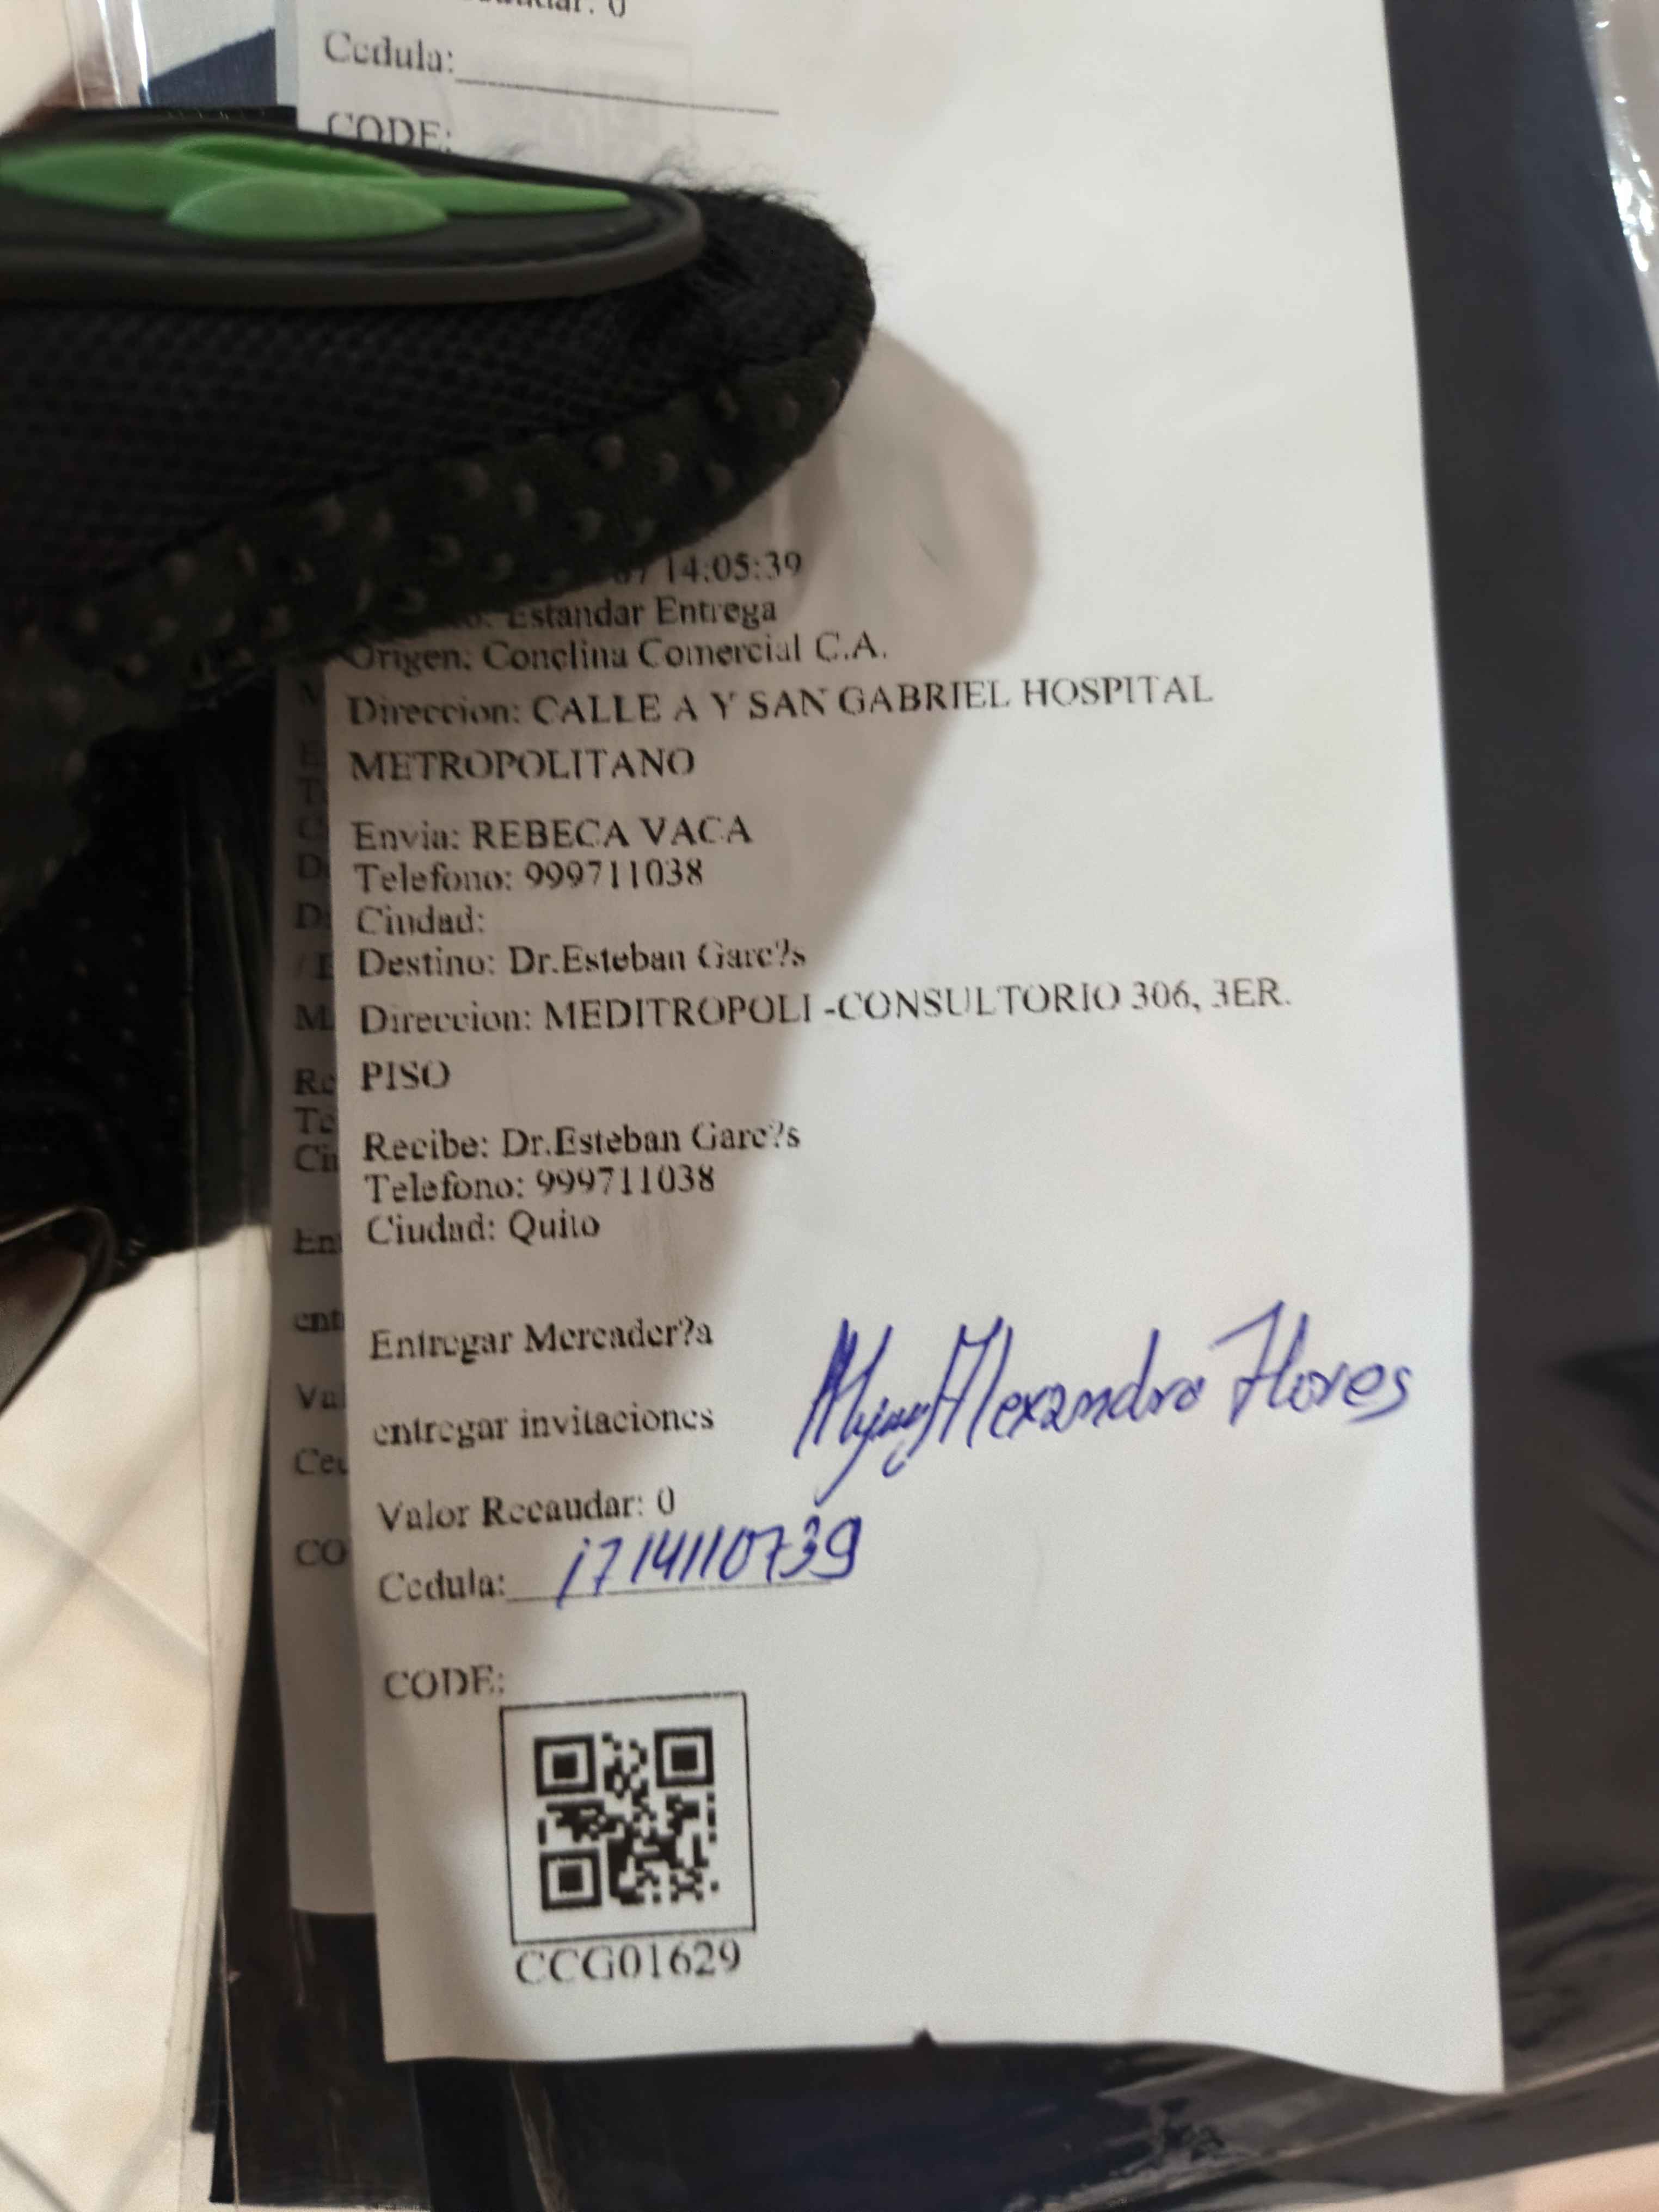 Cedula:
CODE:
14:05:39
Estandar Entrega
Origen: Conclina Comercial C.A.
Direccion: CALLE A Y SAN GABRIEL HOSPITAL
METROPOLITANO
Envia: REBECA VACA
Telefono: 999711038
Ciudad:
Destino: Dr.Esteban Garc?s
Direccion: MEDITROPOLI -CONSULTORIO 306, 3ER.
PISO
Recibe: Dr.Esteban Garc?s
Telefono: 999711038
Ciudad: Quito
Entregar Mercader?a
entregar invitaciones
Alexandra Flores
Valor Recaudar: 0
Cedula: 1714110739
CODE:
CCG01629